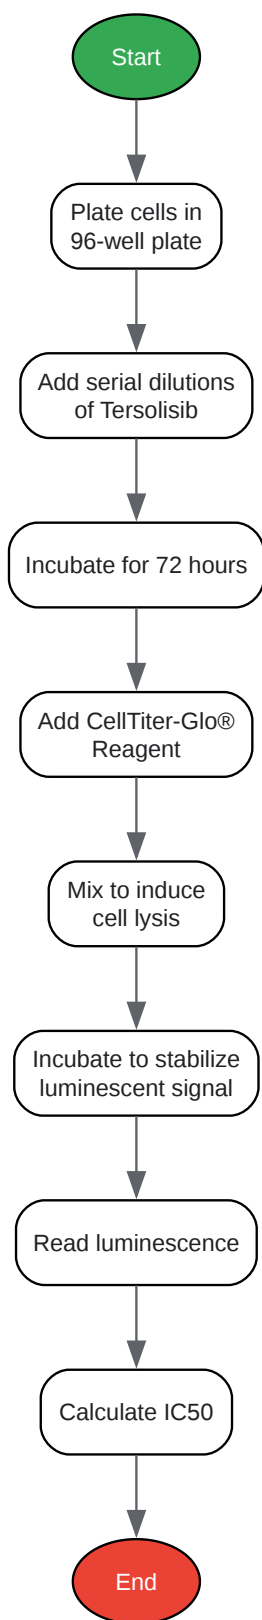 Start
Plate cells in
96-well plate
Add serial dilutions
of Tersolisib
Incubate for 72 hours
Add CellTiter-Glo®
Reagent
Mix to induce
cell lysis
Incubate to stabilize
luminescent signal
Read luminescence
Calculate IC50
End